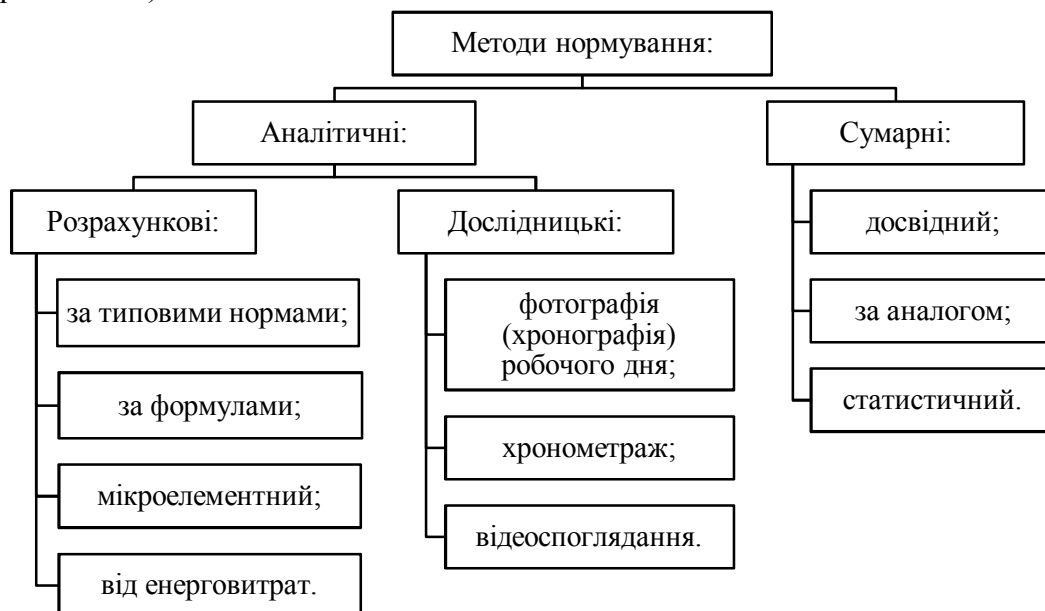 Методи нормування:
Аналітичні:
Сумарні:
Розрахункові:
Дослідницькі:
за типовими нормами;
за формулами;
мікроелементний;
від енерговитрат.
фотографія
(хронографія)
робочого дня;
хронометраж;
відеоспоглядання.
досвідний;
за аналогом;
статистичний.